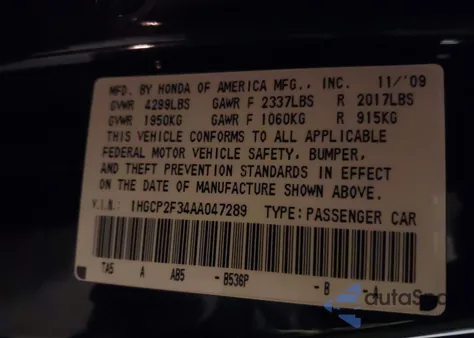 MFD. BY HONDA OF AMERICA MFG., INC. 11/'09
GVWR 4299LBS GAWR F 2337LBS R 2017LBS
GVWR 1950KG GAWR F 1060KG R 915KG
THIS VEHICLE CONFORMS TO ALL APPLICABLE
FEDERAL MOTOR VEHICLE SAFETY, BUMPER,
AND THEFT PREVENTION STANDARDS IN EFFECT
ON THE DATE OF MANUFACTURE SHOWN ABOVE.
V.I.N.: 1HGCP2F34AA047289 TYPE: PASSENGER CAR
TA5 A AB5 - B536P - B